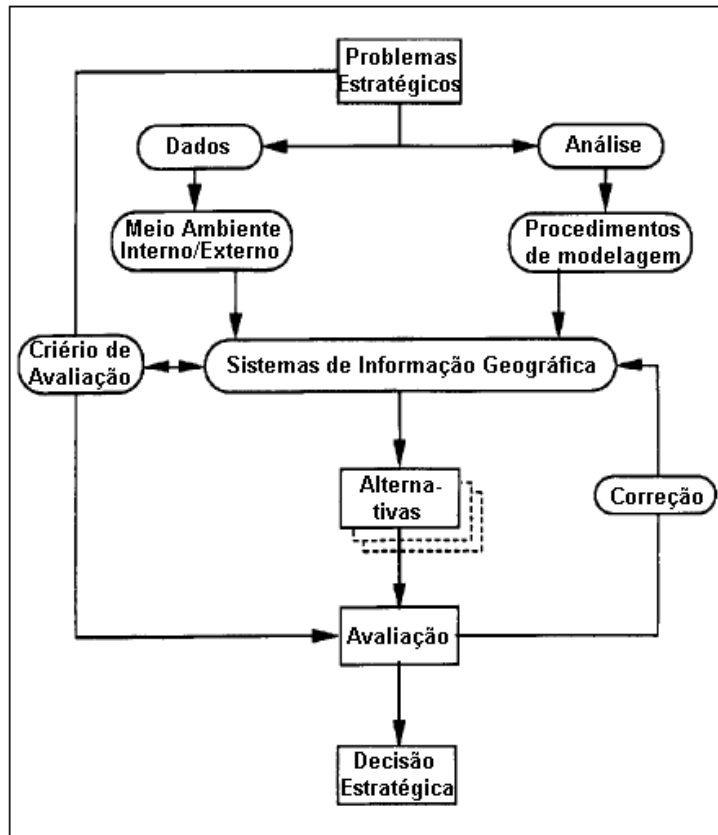 Problemas
Estratégicos
Dados
Análise
Meio Ambiente
Interno/Externo
Procedimentos
de modelagem
Criério de
Avaliação
Sistemas de Informação Geográfica
Alterna-
tivas
Correção
Avaliação
Decisão
Estratégica